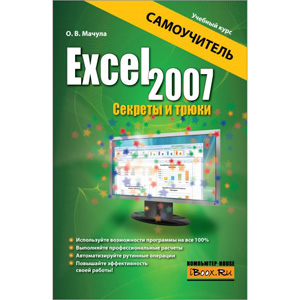 Учебный курс
САМОУЧИТЕЛЬ
О. В. Мачула
Excel
2007
Секреты и трюки
Используйте возможности программы на все 100%
Выполняйте профессиональные расчеты
Автоматизируйте рутинные операции
Повышайте эффективность
своей работы!
КОМПЬЮТЕР-HOUSE
iBOOX.RU